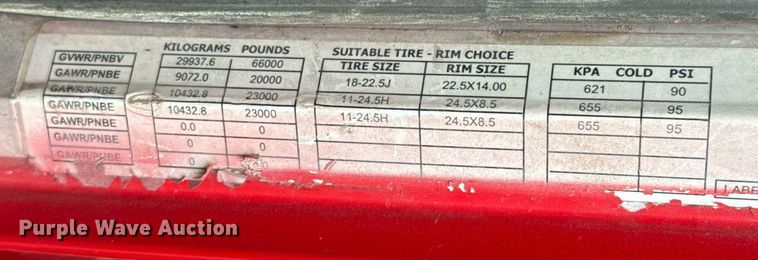 KILOGRAMS POUNDS SUITABLE TIRE - RIM CHOICE
GVWR/PNBV 29937.6 66000 TIRE SIZE RIM SIZE KPA COLD PSI
GAWR/PNBE 9072.0 20000 18-22.5J 22.5X14.00 621 90
GAWR/PNBE 10432.8 23000 11-24.5H 24.5X8.5 655 95
GAWR/PNBE 10432.8 23000 11-24.5H 24.5X8.5 655 95
GAWR/PNBE 0.0 0
GAWR/PNBE 0 0
GAWR/PNBE 0 0
LABE
Purple Wave Auction